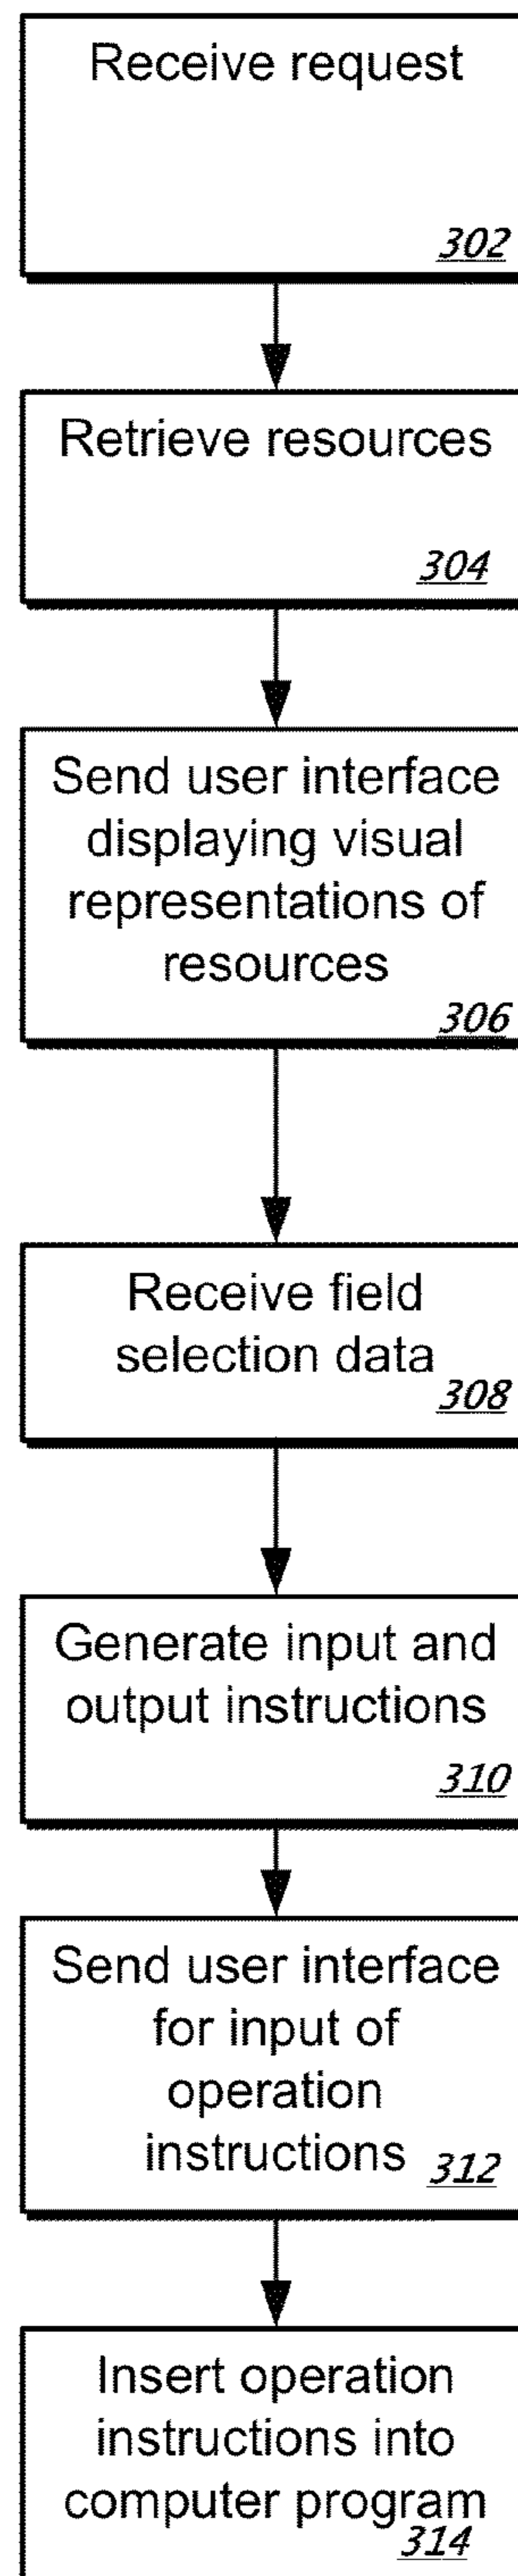 Receive request
302
Retrieve resources
304
Send user interface
displaying visual
representations of
resources
306
Receive field
selection data
308
Generate input and
output instructions
310
Send user interface
for input of
operation
instructions
312
Insert operation
instructions into
computer program
314